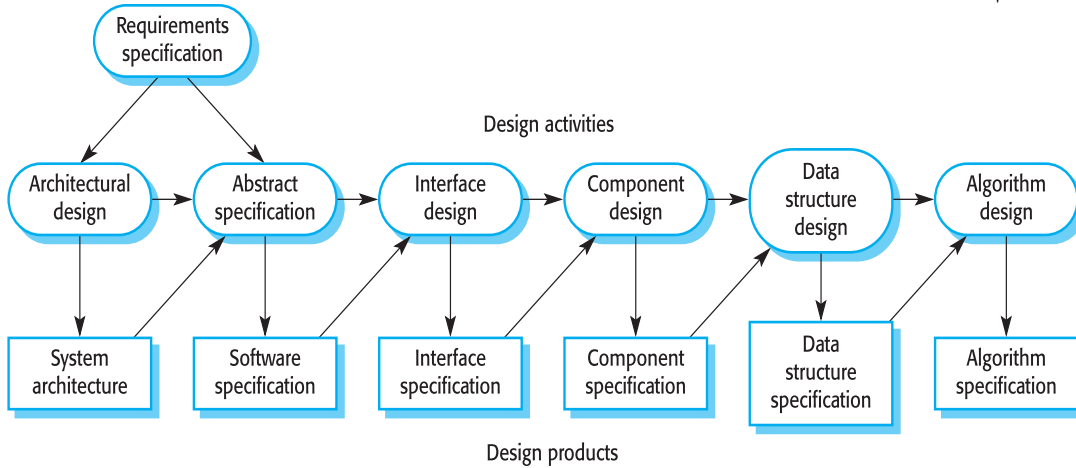 Requirements
specification
Design activities
Architectural
design
Abstract
specification
Interface
design
Component
design
Data
structure
design
Algorithm
design
System
architecture
Software
specification
Interface
specification
Component
specification
Data
structure
specification
Algorithm
specification
Design products